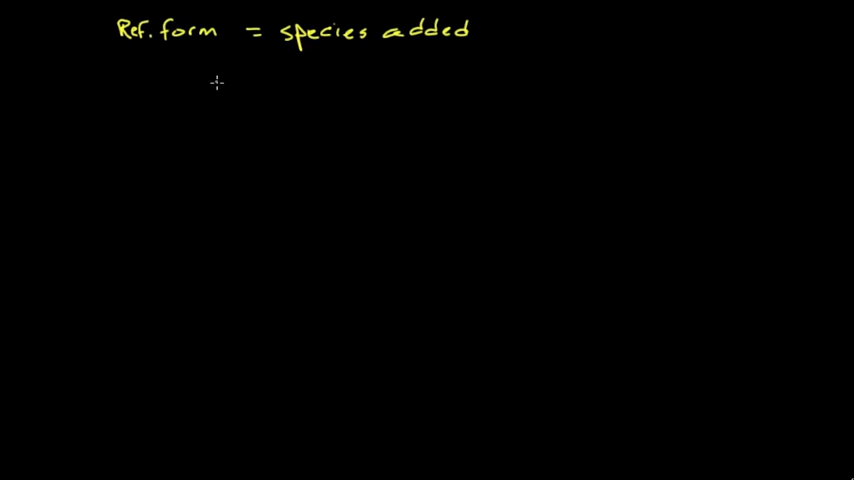 Ref. form = species added